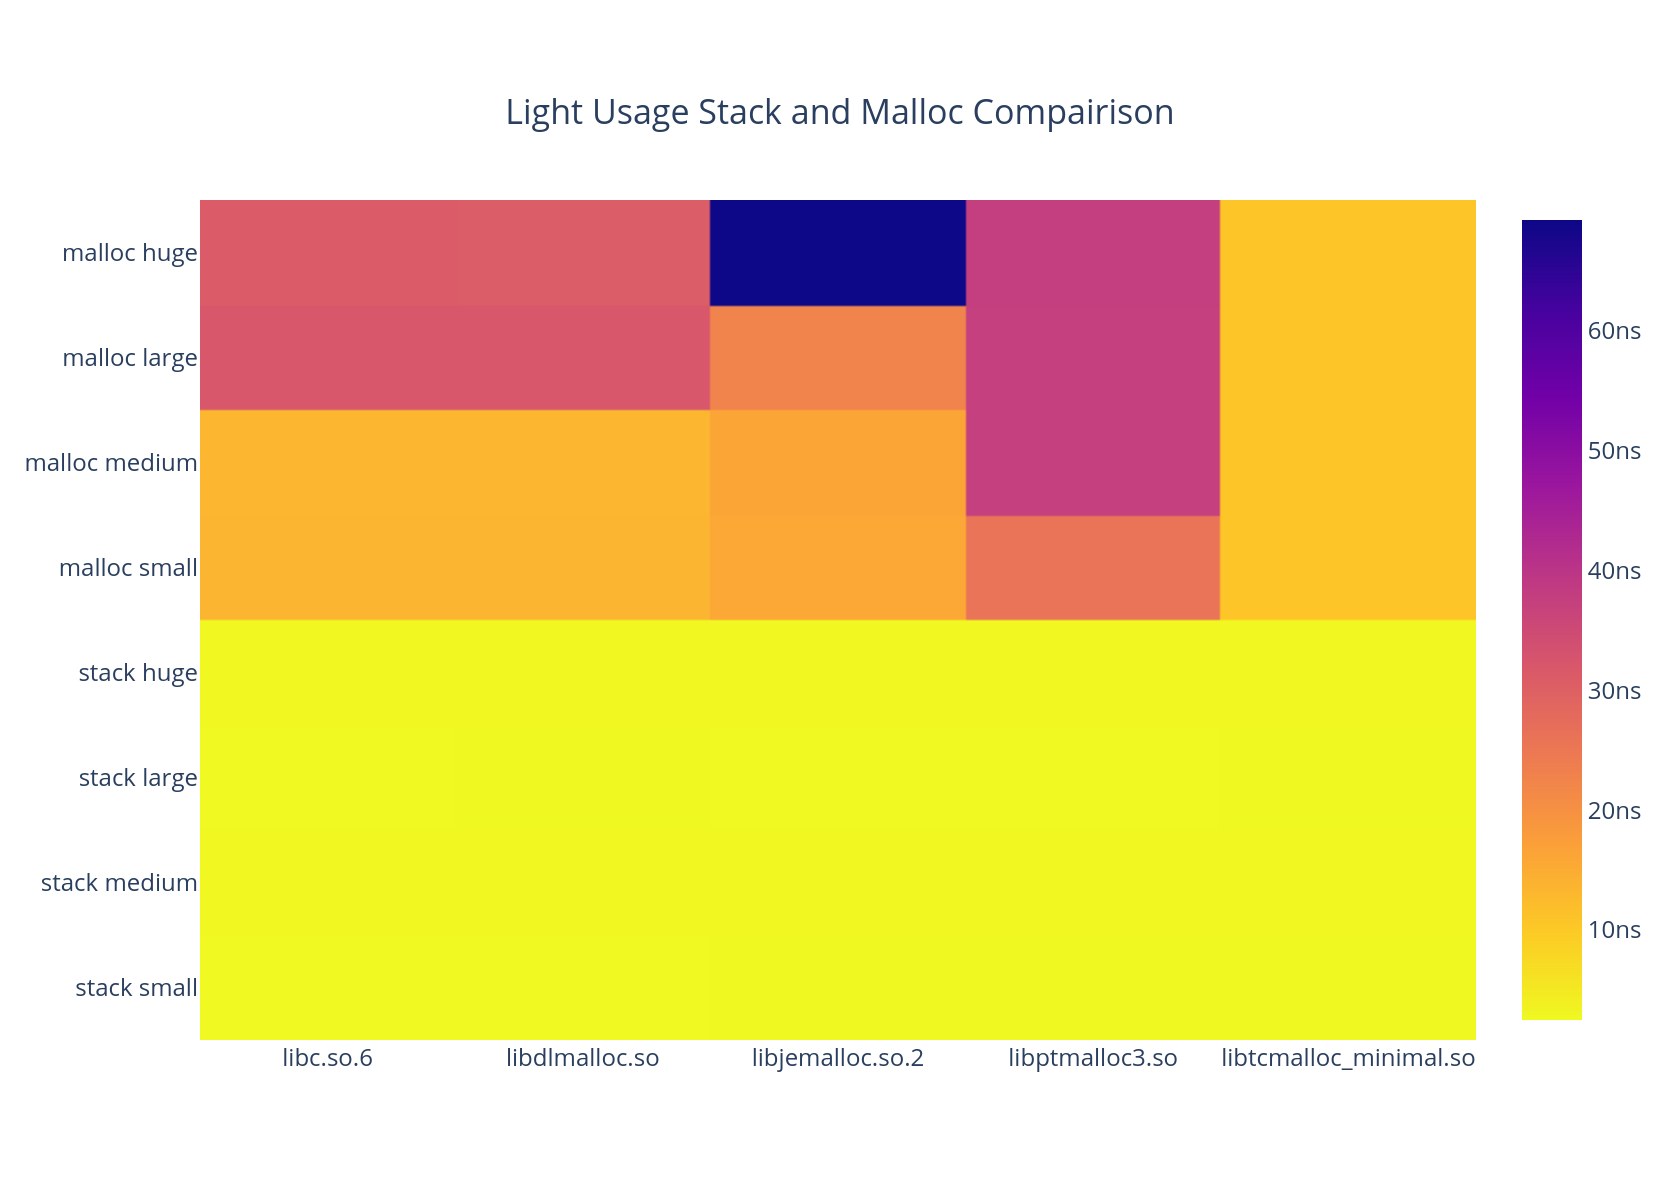 Light Usage Stack and Malloc Compairison
malloc huge
malloc large
malloc medium
malloc small
stack huge
stack large
stack medium
stack small
libc.so.6
libdlmalloc.so
libjemalloc.so.2
libptmalloc3.so
libtcmalloc_minimal.so
60ns
50ns
40ns
30ns
20ns
10ns